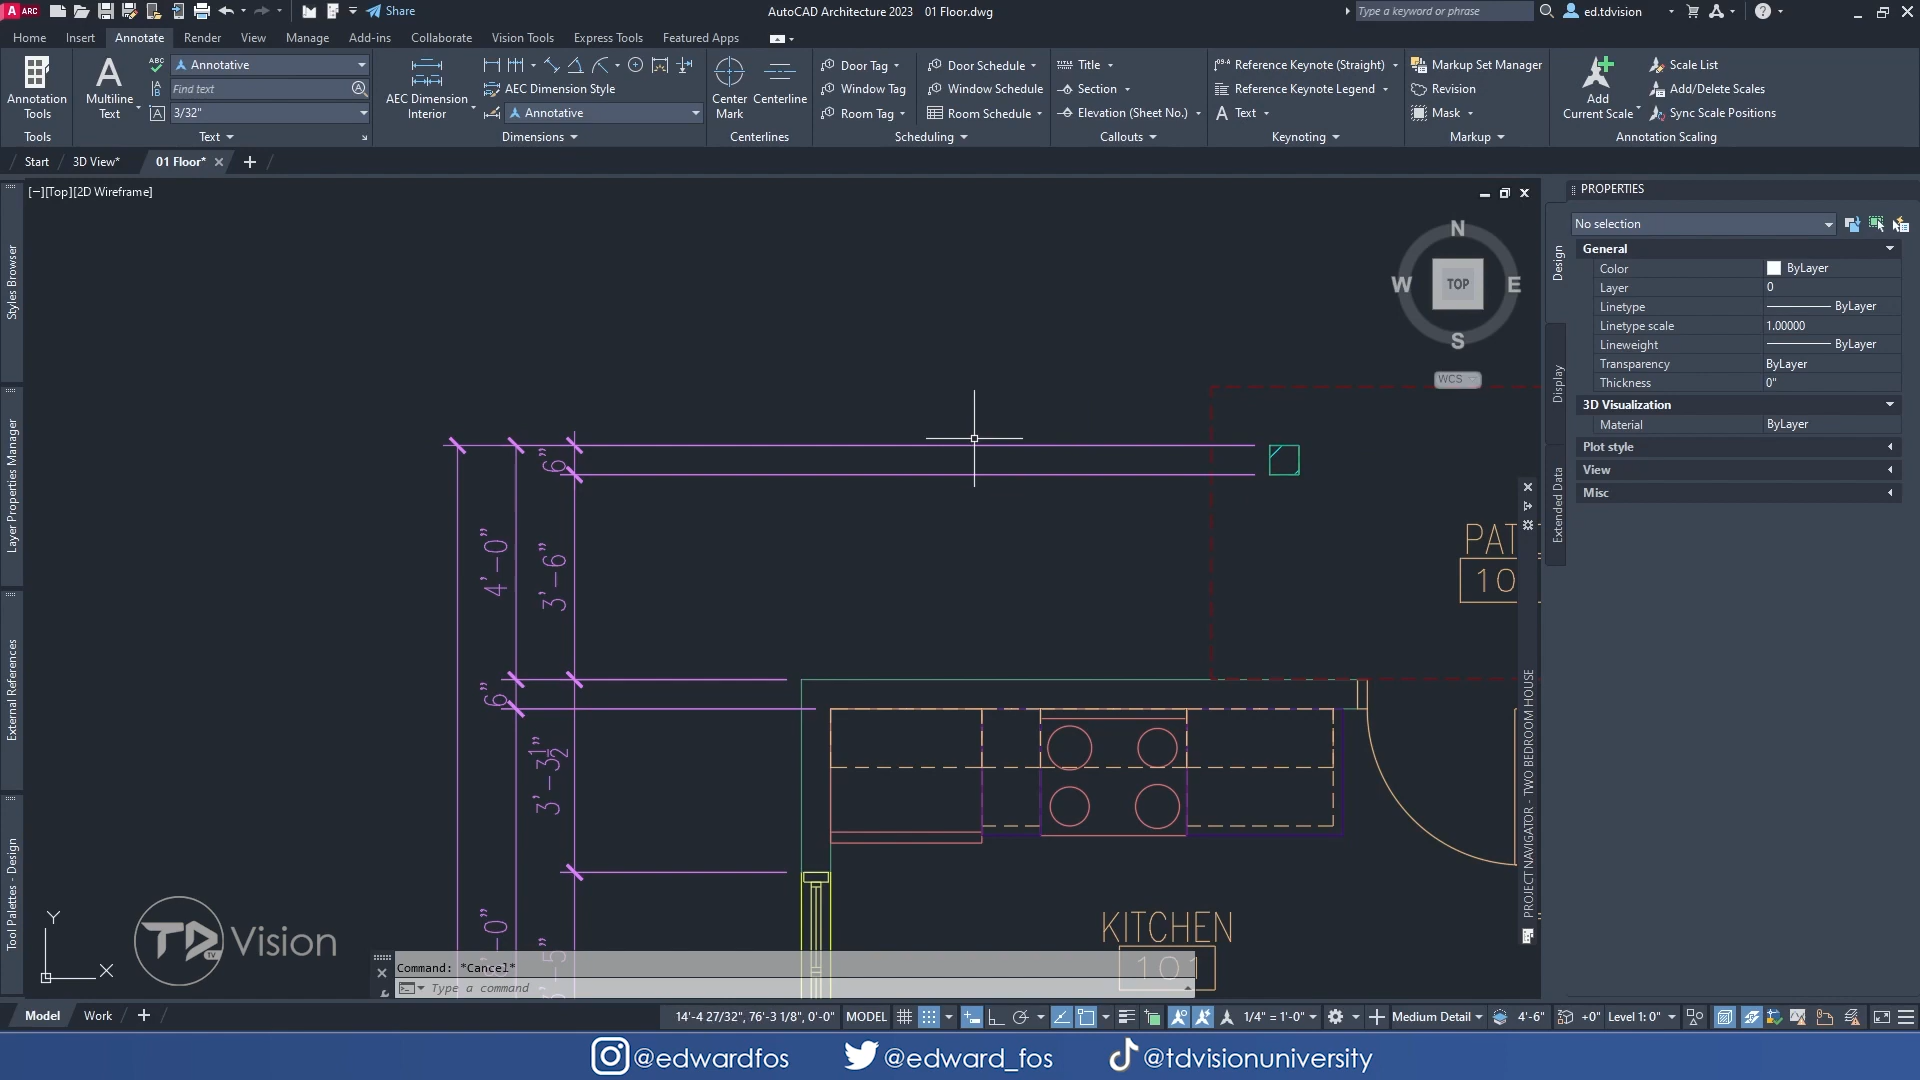 ARC
Share
AutoCAD Architecture 2023 01 Floor.dwg
Type a keyword or phrase
ed.tdvision
Home Insert Annotate Render View Manage Add-ins Collaborate Vision Tools Express Tools Featured Apps
Annotation Tools
Tools
Multiline Text
Annotative
Find text
3/32"
Text
AEC Dimension Interior
AEC Dimension Style
Annotative
Dimensions
Center Mark
Centerline
Centerlines
Door Tag
Window Tag
Room Tag
Door Schedule
Window Schedule
Room Schedule
Scheduling
Title
Section
Elevation (Sheet No.)
Callouts
Reference Keynote (Straight)
Reference Keynote Legend
Text
Keynoting
Markup Set Manager
Revision
Mask
Markup
Add Current Scale
Scale List
Add/Delete Scales
Sync Scale Positions
Annotation Scaling
Start 3D View* 01 Floor*
[−][Top][2D Wireframe]
Styles Browser
Layer Properties Manager
External References
Tool Palettes - Design
N
W TOP E
S
WCS
6"
4'-0"
3'-6"
6"
3'-3 1/2"
PAT
10
KITCHEN
101
Y
X
TD Vision
Command: *Cancel*
Type a command
PROJECT NAVIGATOR - TWO BEDROOM HOUSE
PROPERTIES
No selection
Design
Display
Extended Data
General
Color ByLayer
Layer 0
Linetype ByLayer
Linetype scale 1.00000
Lineweight ByLayer
Transparency ByLayer
Thickness 0"
3D Visualization
Material ByLayer
Plot style
View
Misc
Model Work
14'-4 27/32", 76'-3 1/8", 0'-0" MODEL 1/4" = 1'-0" Medium Detail 4'-6" +0" Level 1: 0"
@edwardfos @edward_fos @tdvisionuniversity